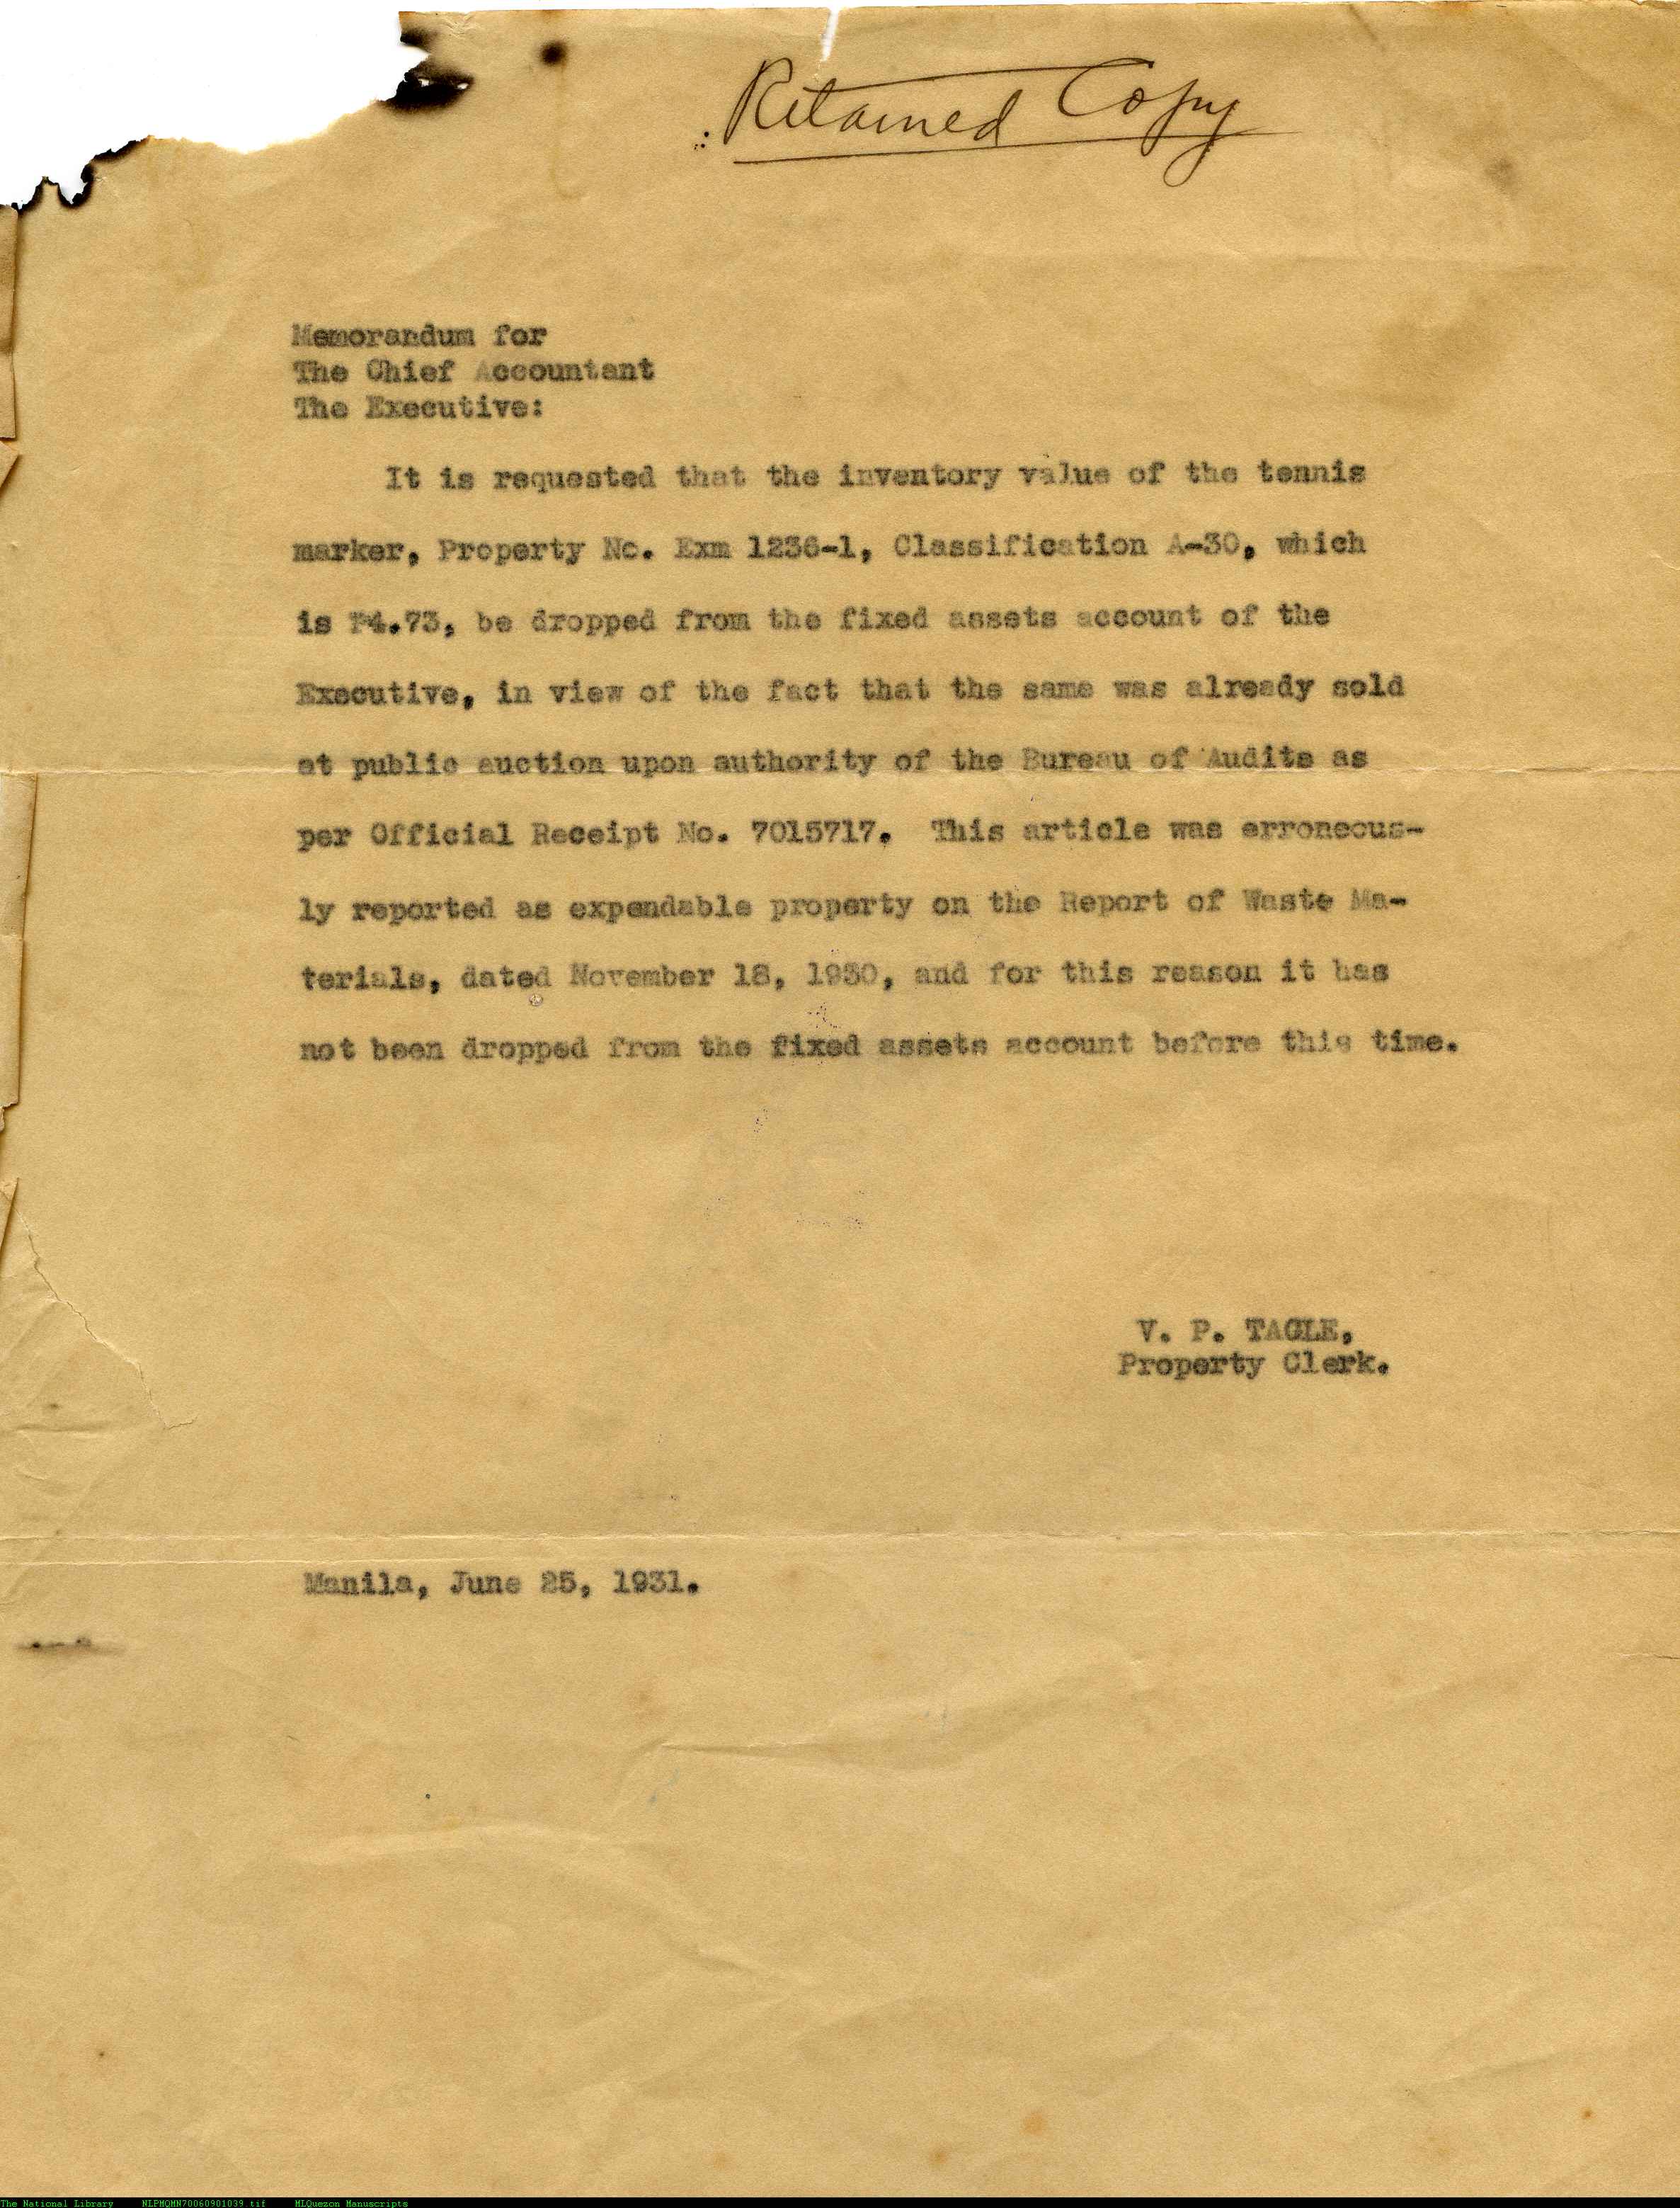 Retained Copy
Memorandum for
The Chief Accountant
The Executive:
It is requested that the inventory value of the tennis
marker, Property No. Exm 1236-1, Classification A-30, which
is ₱4.73, be dropped from the fixed assets account of the
Executive, in view of the fact that the same was already sold
at public auction upon authority of the Bureau of Audits as
per Official Receipt No. 7015717. This article was erroneous-
ly reported as expendable property on the Report of Waste Ma-
terials, dated November 18, 1930, and for this reason it has
not been dropped from the fixed assets account before this time.
V. P. TAGLE,
Property Clerk.
Manila, June 25, 1931.
The National Library NLPMQMN70060901039.tif MLQuezon Manuscripts